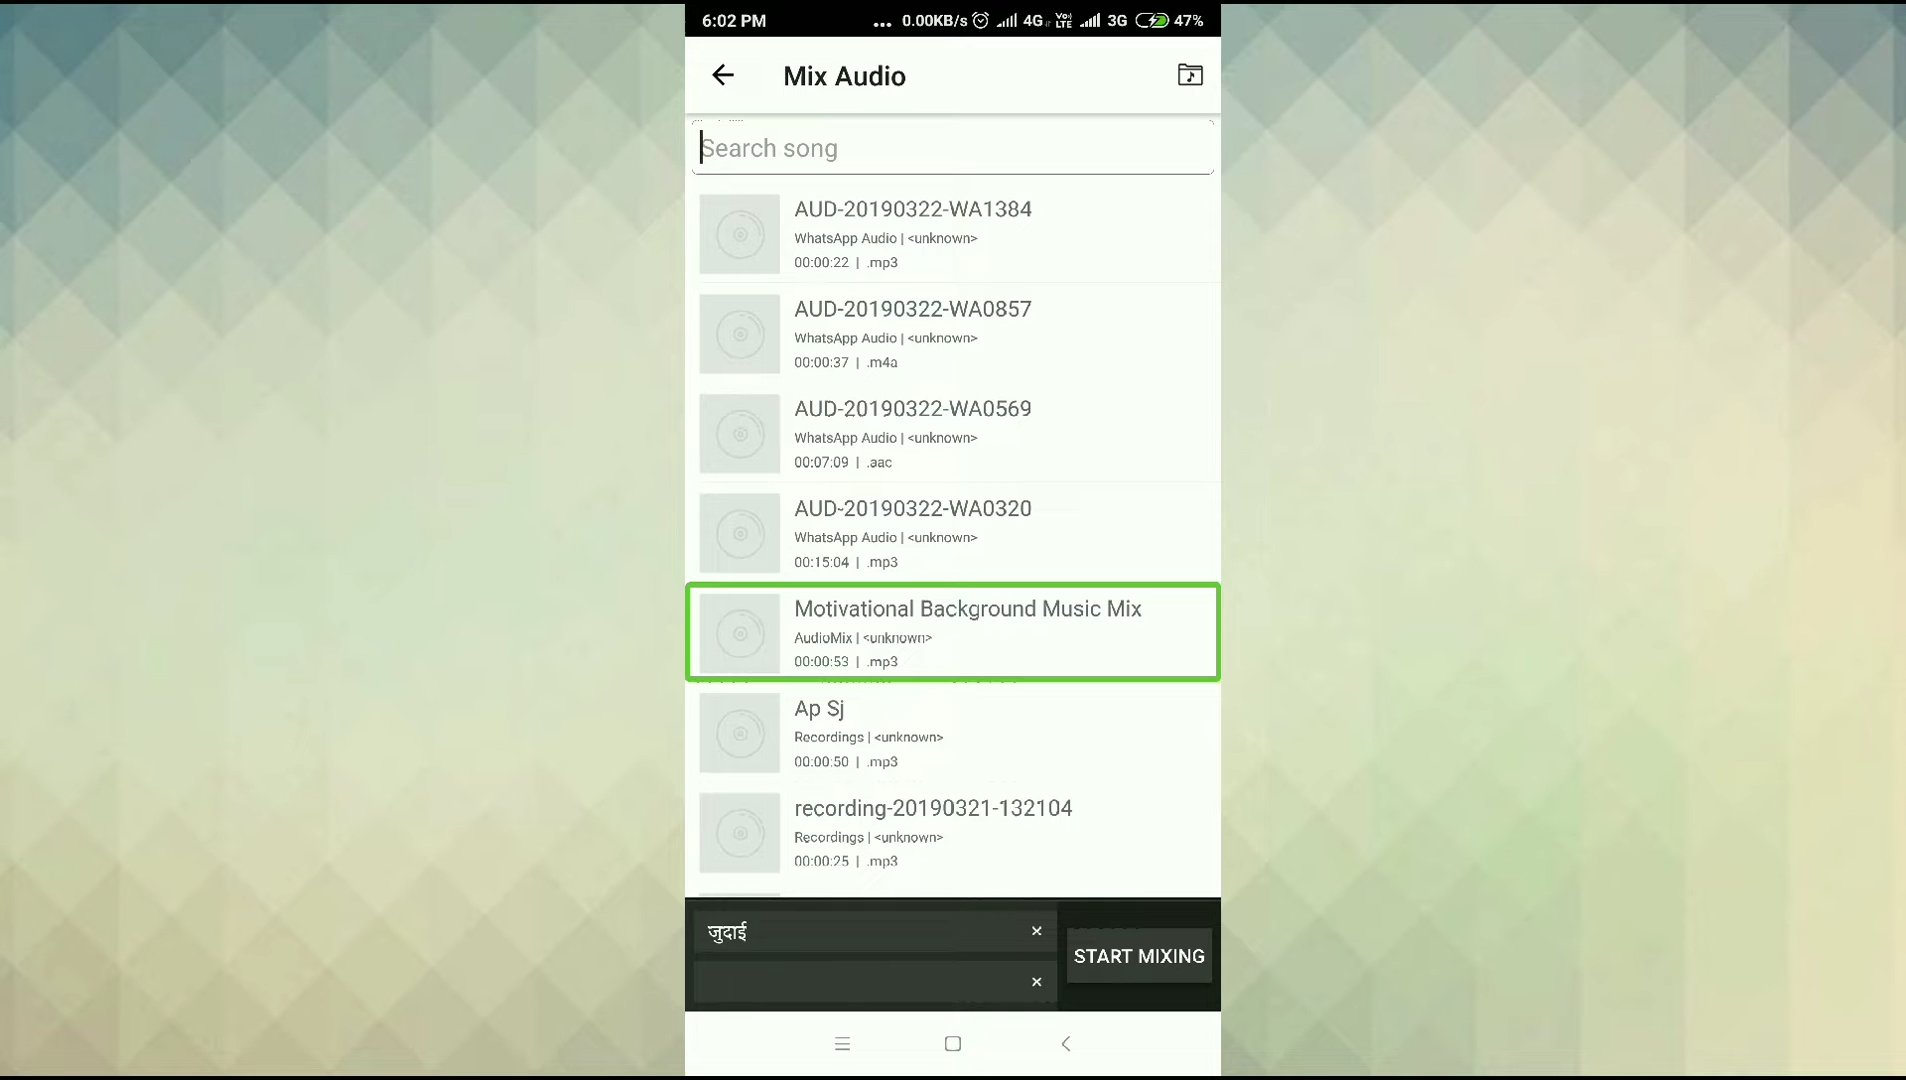 6:02 PM ... 0.00KB/s 4G Vo) LTE 3G 47%
Mix Audio
Search song
AUD-20190322-WA1384
WhatsApp Audio | <unknown>
00:00:22 | .mp3
AUD-20190322-WA0857
WhatsApp Audio | <unknown>
00:00:37 | .m4a
AUD-20190322-WA0569
WhatsApp Audio | <unknown>
00:07:09 | .aac
AUD-20190322-WA0320
WhatsApp Audio | <unknown>
00:15:04 | .mp3
Motivational Background Music Mix
AudioMix | <unknown>
00:00:53 | .mp3
Ap Sj
Recordings | <unknown>
00:00:50 | .mp3
recording-20190321-132104
Recordings | <unknown>
00:00:25 | .mp3
जुदाई
START MIXING